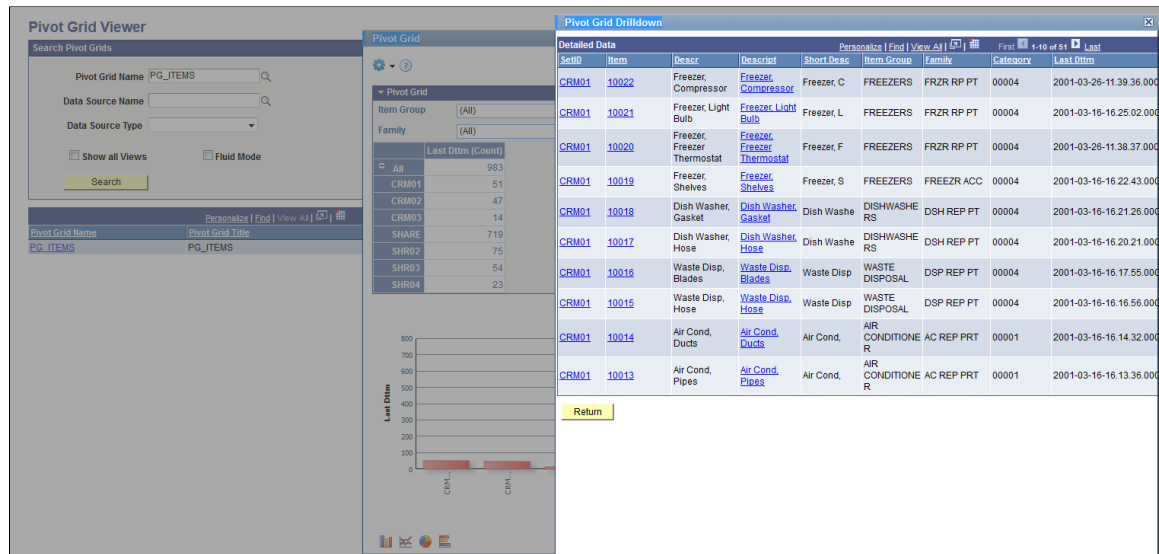 Pivot Grid Viewer
Search Pivot Grids
Pivot Grid Name PG_ITEMS
Data Source Name
Data Source Type
Show all Views Fluid Mode
Search
Personalize | Find | View All |
Pivot Grid Name Pivot Grid Title
PG_ITEMS PG_ITEMS
Pivot Grid
Pivot Grid
Item Group (All)
Family (All)
Last Dttm (Count)
All 983
CRM01 51
CRM02 47
CRM03 14
SHARE 719
SHR02 75
SHR03 54
SHR04 23
Last Dttm
800
700
600
500
400
300
200
100
0
CRM...
CRM...
Pivot Grid Drilldown
Detailed Data Personalize | Find | View All | First 1-10 of 51 Last
SetID Item Descr Descript Short Desc Item Group Family Category Last Dttm
CRM01 10022 Freezer, Compressor Freezer, Compressor Freezer, C FREEZERS FRZR RP PT 00004 2001-03-26-11.39.36.000
CRM01 10021 Freezer, Light Bulb Freezer, Light Bulb Freezer, L FREEZERS FRZR RP PT 00004 2001-03-16-16.25.02.000
CRM01 10020 Freezer, Freezer Thermostat Freezer, Freezer Thermostat Freezer, F FREEZERS FRZR RP PT 00004 2001-03-26-11.38.37.000
CRM01 10019 Freezer, Shelves Freezer, Shelves Freezer, S FREEZERS FREEZR ACC 00004 2001-03-16-16.22.43.000
CRM01 10018 Dish Washer, Gasket Dish Washer, Gasket Dish Washe DISHWASHE RS DSH REP PT 00004 2001-03-16-16.21.26.000
CRM01 10017 Dish Washer, Hose Dish Washer, Hose Dish Washe DISHWASHE RS DSH REP PT 00004 2001-03-16-16.20.21.000
CRM01 10016 Waste Disp, Blades Waste Disp, Blades Waste Disp WASTE DISPOSAL DSP REP PT 00004 2001-03-16-16.17.55.000
CRM01 10015 Waste Disp, Hose Waste Disp, Hose Waste Disp WASTE DISPOSAL DSP REP PT 00004 2001-03-16-16.16.56.000
CRM01 10014 Air Cond, Ducts Air Cond, Ducts Air Cond, AIR CONDITIONE R AC REP PRT 00001 2001-03-16-16.14.32.000
CRM01 10013 Air Cond, Pipes Air Cond, Pipes Air Cond, AIR CONDITIONE R AC REP PRT 00001 2001-03-16-16.13.36.000
Return